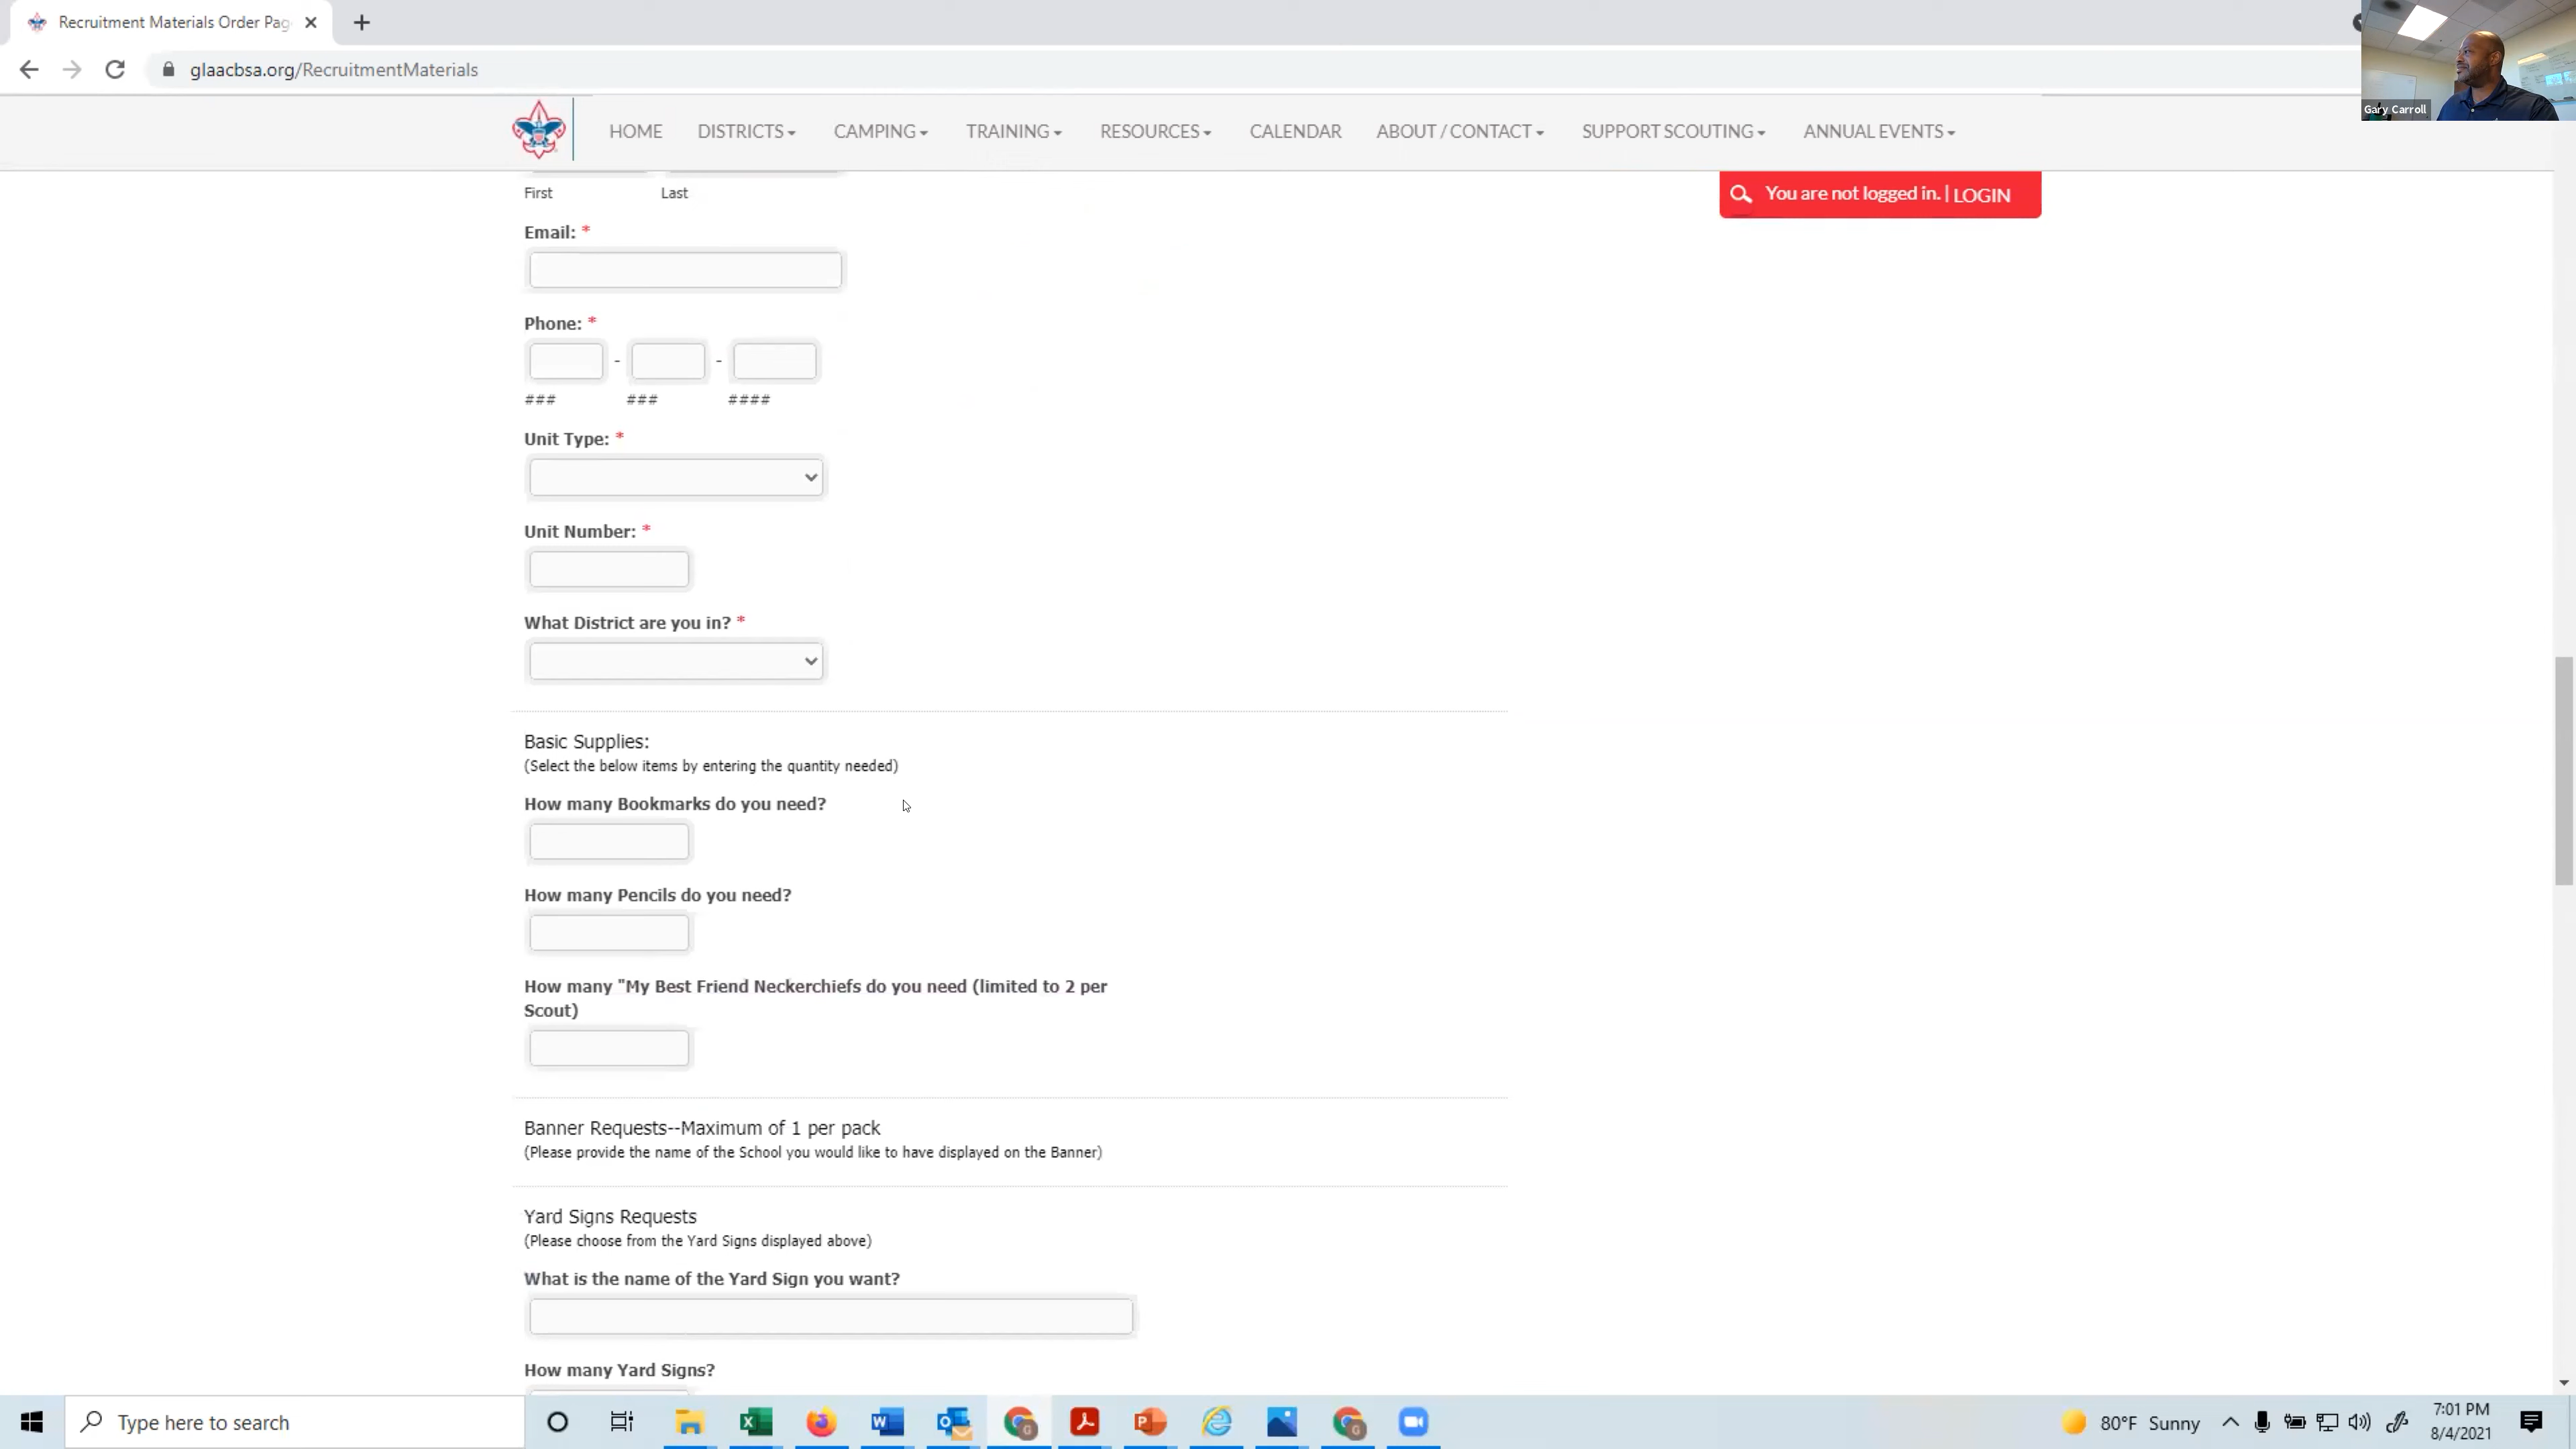 Recruitment Materials Order Pag
glaacbsa.org/RecruitmentMaterials
Gary Carroll
HOME DISTRICTS CAMPING TRAINING RESOURCES CALENDAR ABOUT / CONTACT SUPPORT SCOUTING ANNUAL EVENTS
You are not logged in. | LOGIN
First Last
Email: *
Phone: *
- -
### ### ####
Unit Type: *
Unit Number: *
What District are you in? *
Basic Supplies:
(Select the below items by entering the quantity needed)
How many Bookmarks do you need?
How many Pencils do you need?
How many "My Best Friend Neckerchiefs do you need (limited to 2 per
Scout)
Banner Requests--Maximum of 1 per pack
(Please provide the name of the School you would like to have displayed on the Banner)
Yard Signs Requests
(Please choose from the Yard Signs displayed above)
What is the name of the Yard Sign you want?
How many Yard Signs?
Type here to search
80°F Sunny
7:01 PM
8/4/2021